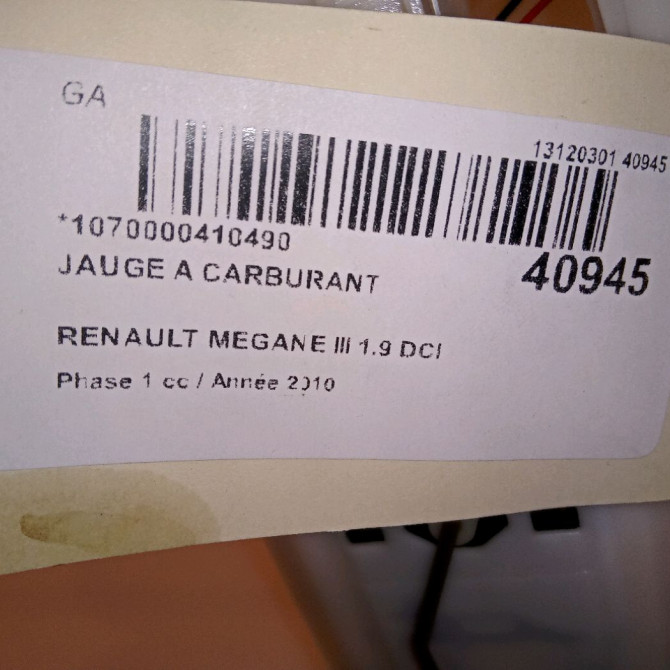 GA
13120301 40945
*1070000410490
40945
JAUGE A CARBURANT
RENAULT MEGANE III 1.9 DCI
Phase 1 cc / Année 2010